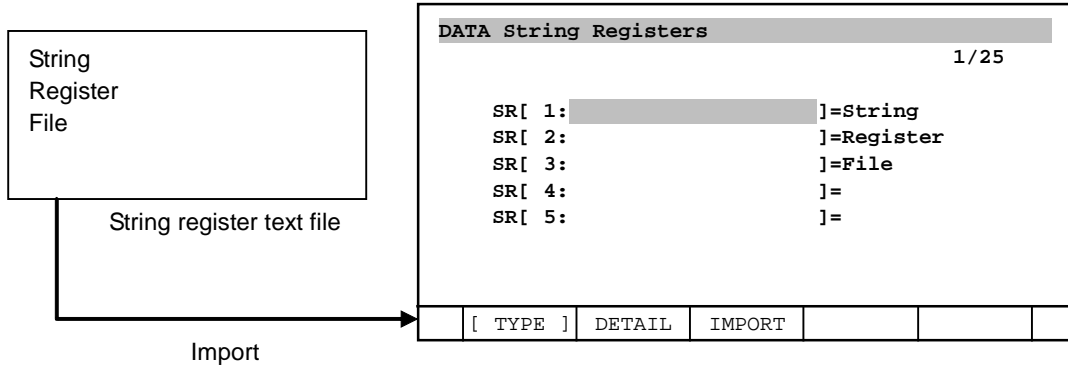 String
Register
File
String register text file
Import
DATA String Registers
1/25
SR[ 1: ]=String
SR[ 2: ]=Register
SR[ 3: ]=File
SR[ 4: ]=
SR[ 5: ]=
[ TYPE ] DETAIL IMPORT